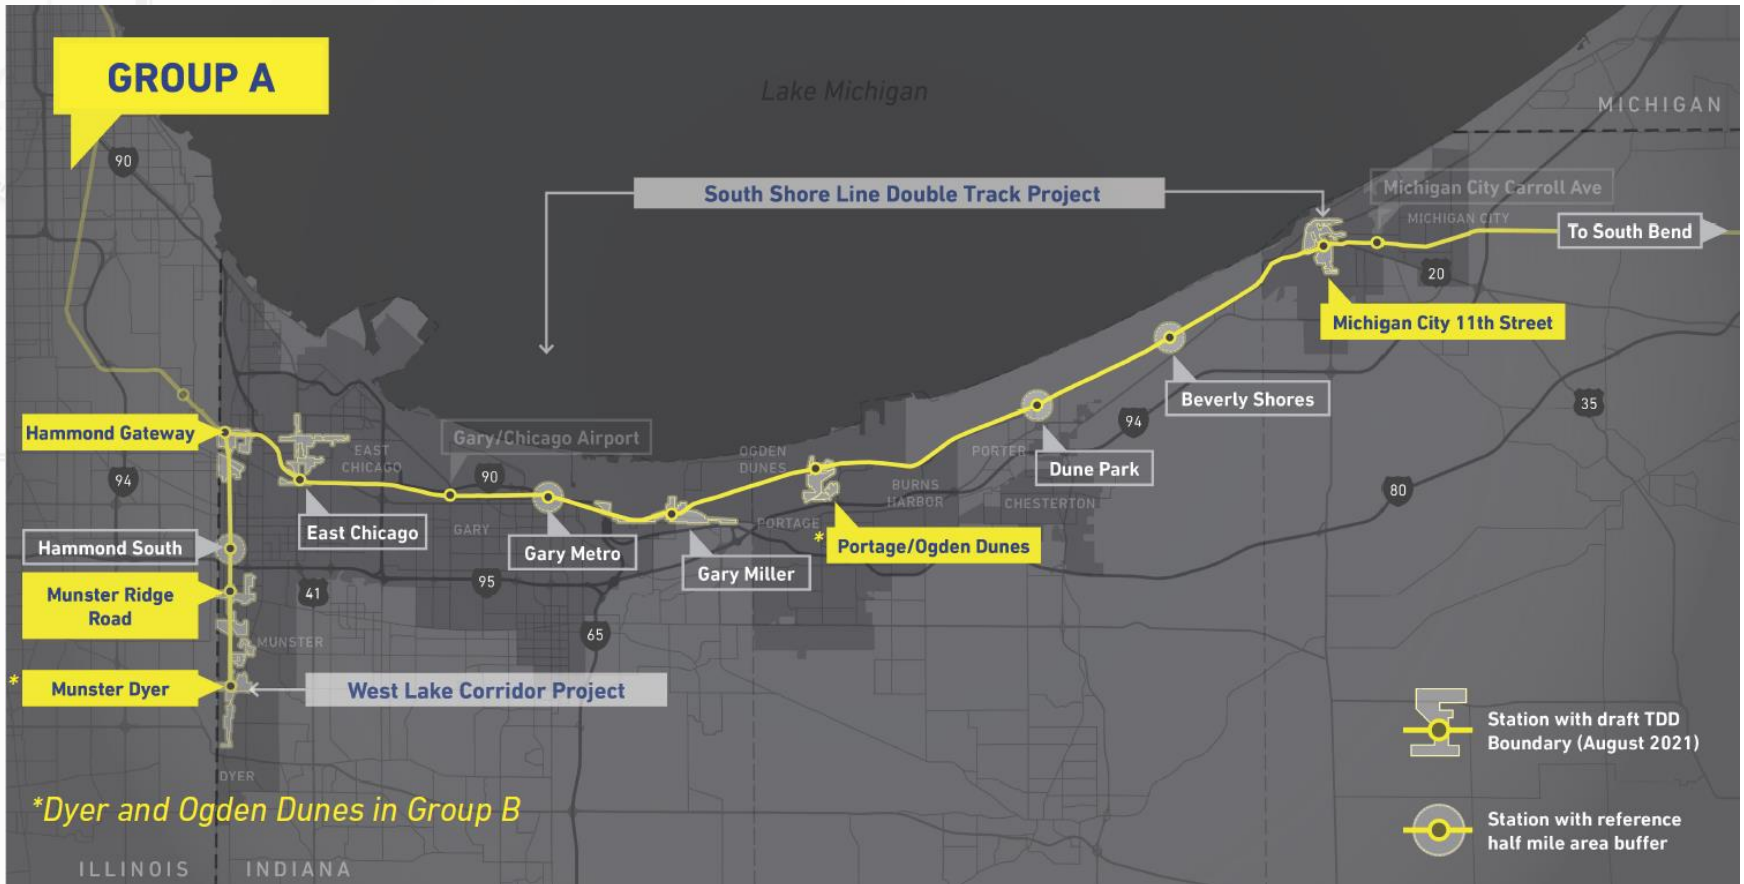 GROUP A
Lake Michigan
MICHIGAN
90
South Shore Line Double Track Project
Michigan City Carroll Ave
MICHIGAN CITY
To South Bend
20
Michigan City 11th Street
Beverly Shores
35
94
Hammond Gateway
EAST
CHICAGO
Gary/Chicago Airport
OGDEN
DUNES
PORTER
Dune Park
94
90
BURNS
HARBOR
80
CHESTERTON
East Chicago
GARY
Gary Metro
PORTAGE
Hammond South
* Portage/Ogden Dunes
Gary Miller
Munster Ridge
Road
41
95
65
MUNSTER
* Munster Dyer
West Lake Corridor Project
Station with draft TDD
Boundary (August 2021)
DYER
*Dyer and Ogden Dunes in Group B
Station with reference
half mile area buffer
ILLINOIS
INDIANA